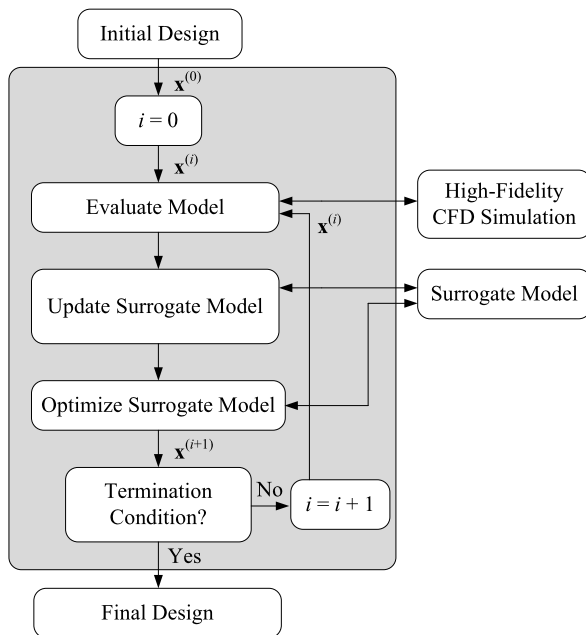 Initial Design
x^(0)
i = 0
x^(i)
Evaluate Model
High-Fidelity
CFD Simulation
x^(i)
Update Surrogate Model
Surrogate Model
Optimize Surrogate Model
x^(i+1)
Termination
Condition?
No
i = i + 1
Yes
Final Design